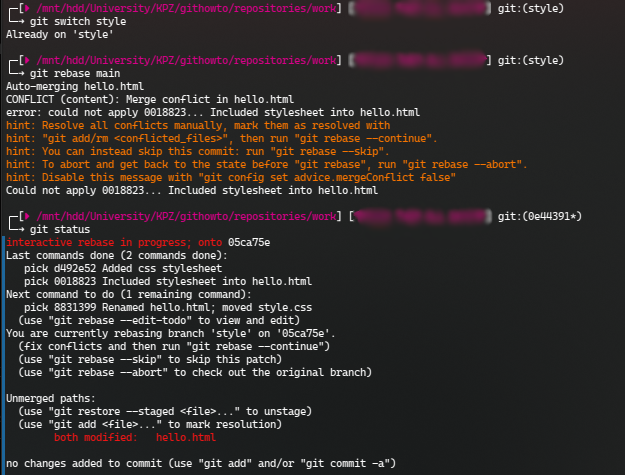 [ /mnt/hdd/University/KPZ/githowto/repositories/work] [ ] git:(style)
git switch style
Already on 'style'
[ /mnt/hdd/University/KPZ/githowto/repositories/work] [ ] git:(style)
git rebase main
Auto-merging hello.html
CONFLICT (content): Merge conflict in hello.html
error: could not apply 0018823... Included stylesheet into hello.html
hint: Resolve all conflicts manually, mark them as resolved with
hint: "git add/rm <conflicted_files>", then run "git rebase --continue".
hint: You can instead skip this commit: run "git rebase --skip".
hint: To abort and get back to the state before "git rebase", run "git rebase --abort".
hint: Disable this message with "git config set advice.mergeConflict false"
Could not apply 0018823... Included stylesheet into hello.html
[ /mnt/hdd/University/KPZ/githowto/repositories/work] [ ] git:(0e44391*)
git status
interactive rebase in progress; onto 05ca75e
Last commands done (2 commands done):
pick d492e52 Added css stylesheet
pick 0018823 Included stylesheet into hello.html
Next command to do (1 remaining command):
pick 8831399 Renamed hello.html; moved style.css
(use "git rebase --edit-todo" to view and edit)
You are currently rebasing branch 'style' on '05ca75e'.
(fix conflicts and then run "git rebase --continue")
(use "git rebase --skip" to skip this patch)
(use "git rebase --abort" to check out the original branch)
Unmerged paths:
(use "git restore --staged <file>..." to unstage)
(use "git add <file>..." to mark resolution)
both modified: hello.html
no changes added to commit (use "git add" and/or "git commit -a")